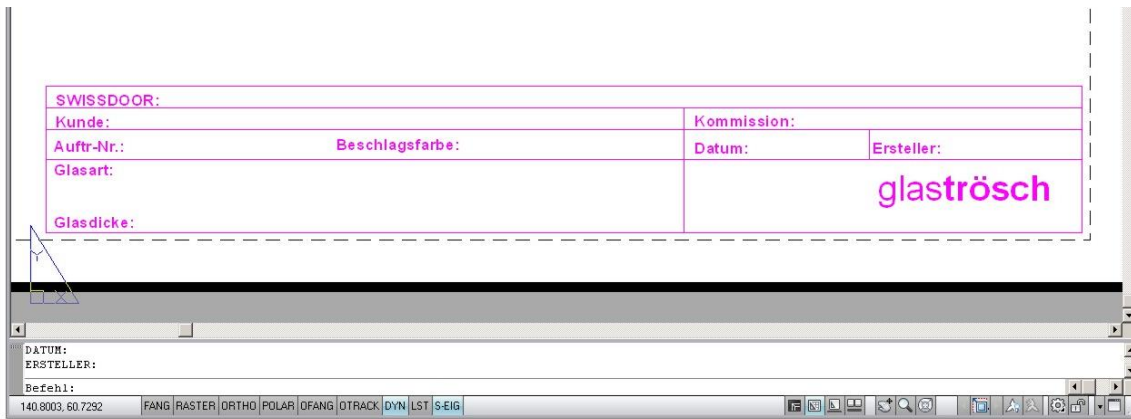 SWISSDOOR:
Kunde: Kommission:
Auftr-Nr.: Beschlagsfarbe: Datum: Ersteller:
Glasart:
glaströsch
Glasdicke:
Y
X
DATUM:
ERSTELLER:
Befehl:
140.8003, 60.7292 FANG RASTER ORTHO POLAR OFANG OTRACK DYN LST S-EIG